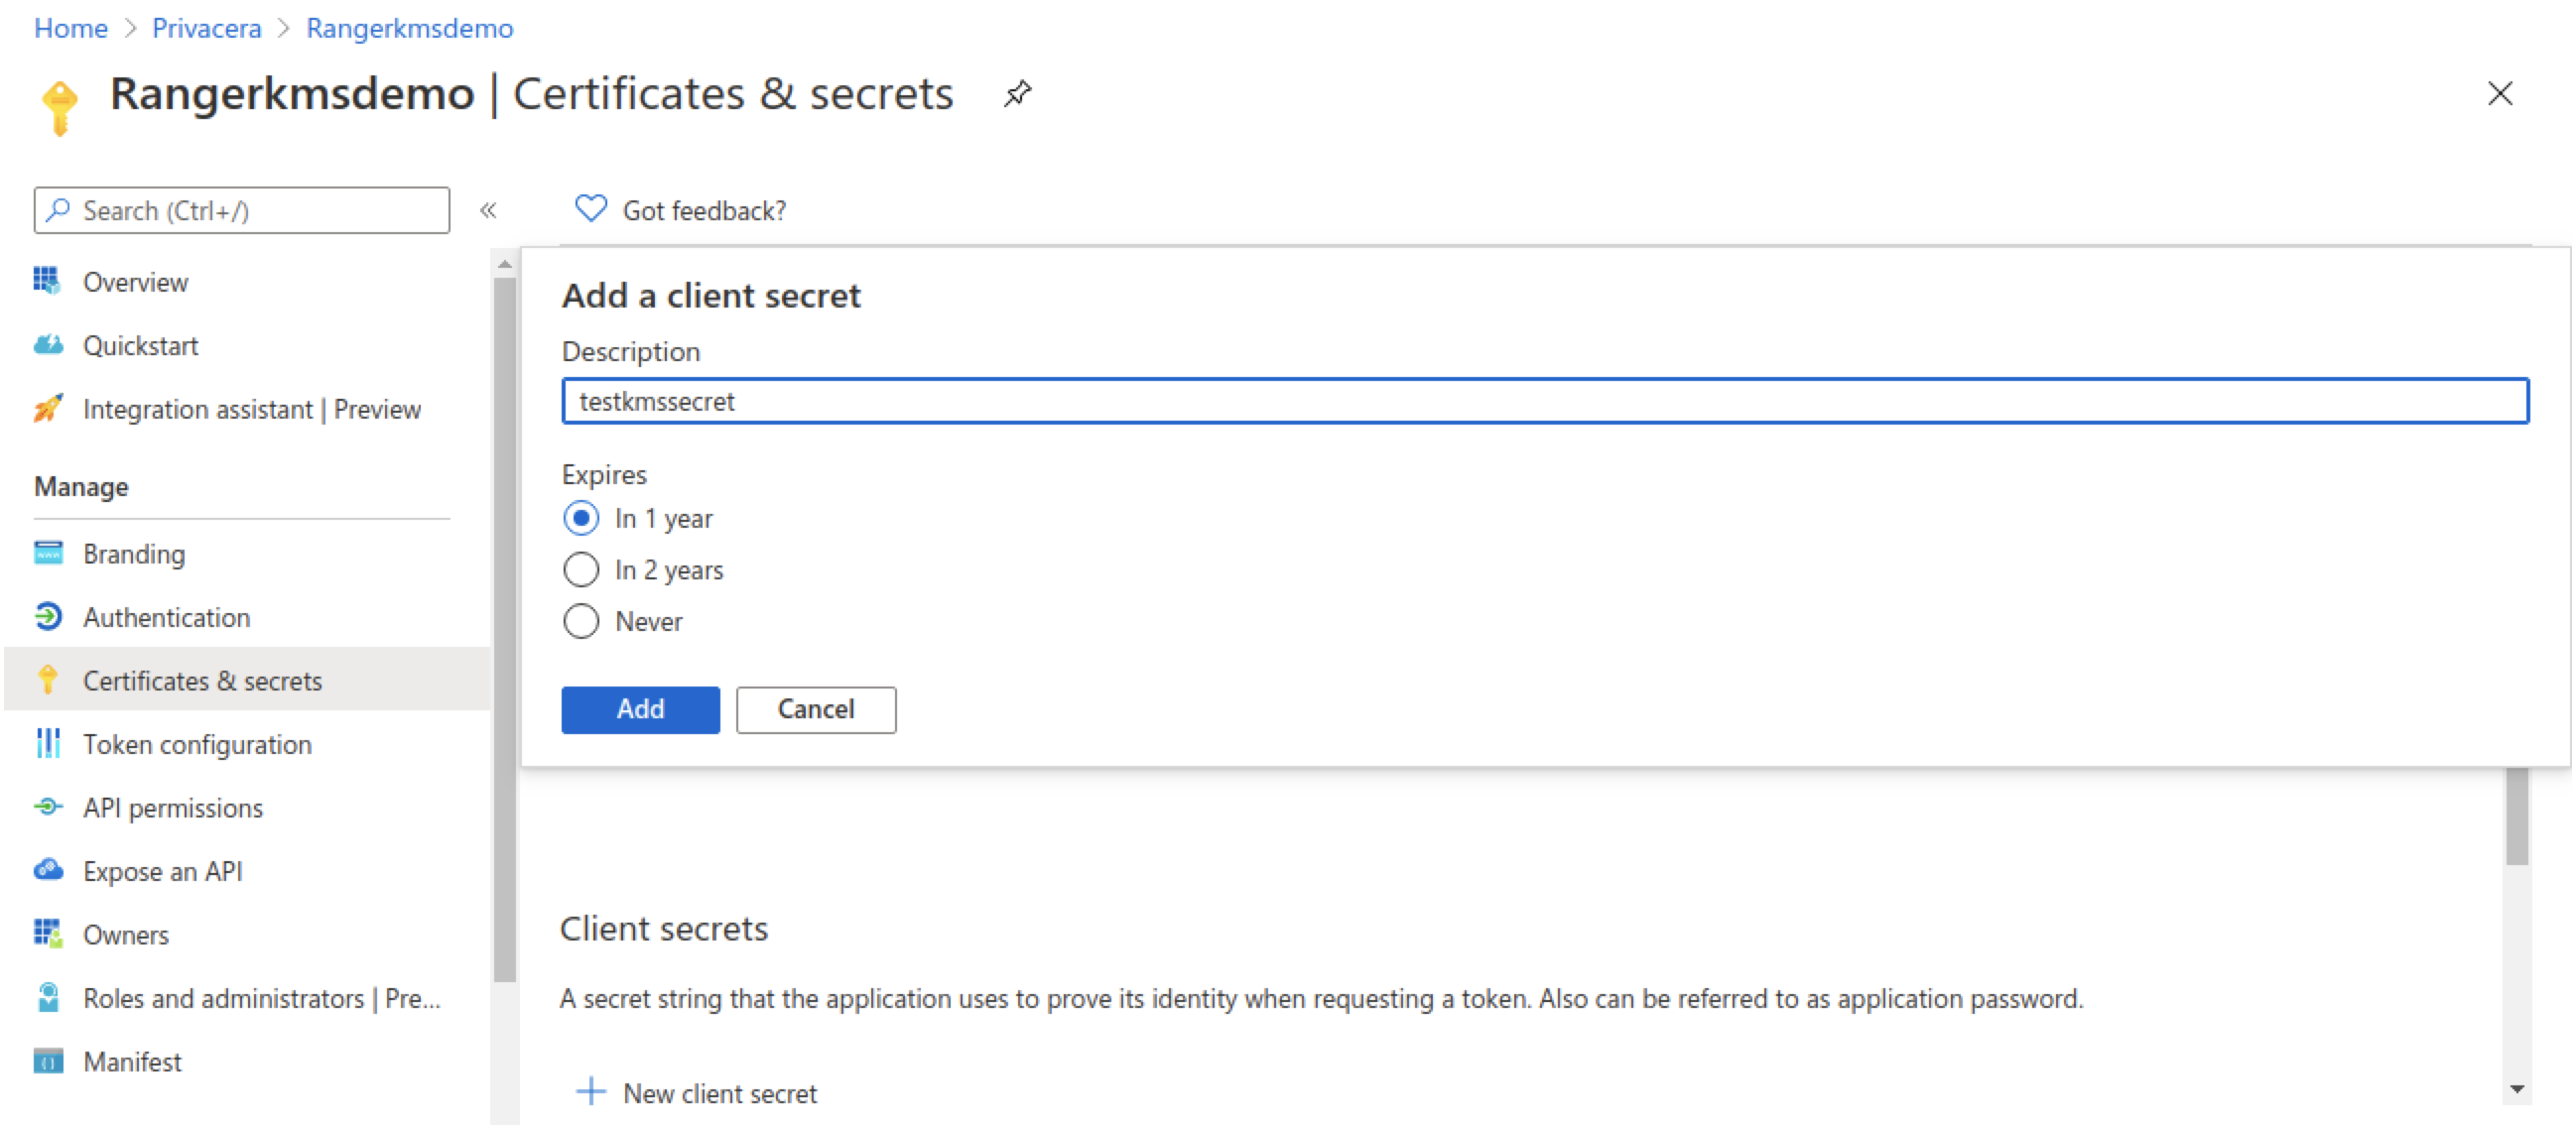 Home > Privacera > Rangerkmsdemo
Rangerkmsdemo | Certificates & secrets
Search (Ctrl+/)
«
Got feedback?
Overview
Quickstart
Integration assistant | Preview
Manage
Branding
Authentication
Certificates & secrets
Token configuration
API permissions
Expose an API
Owners
Roles and administrators | Pre...
Manifest
Add a client secret
Description
testkmssecret
Expires
In 1 year
In 2 years
Never
Add Cancel
Client secrets
A secret string that the application uses to prove its identity when requesting a token. Also can be referred to as application password.
New client secret